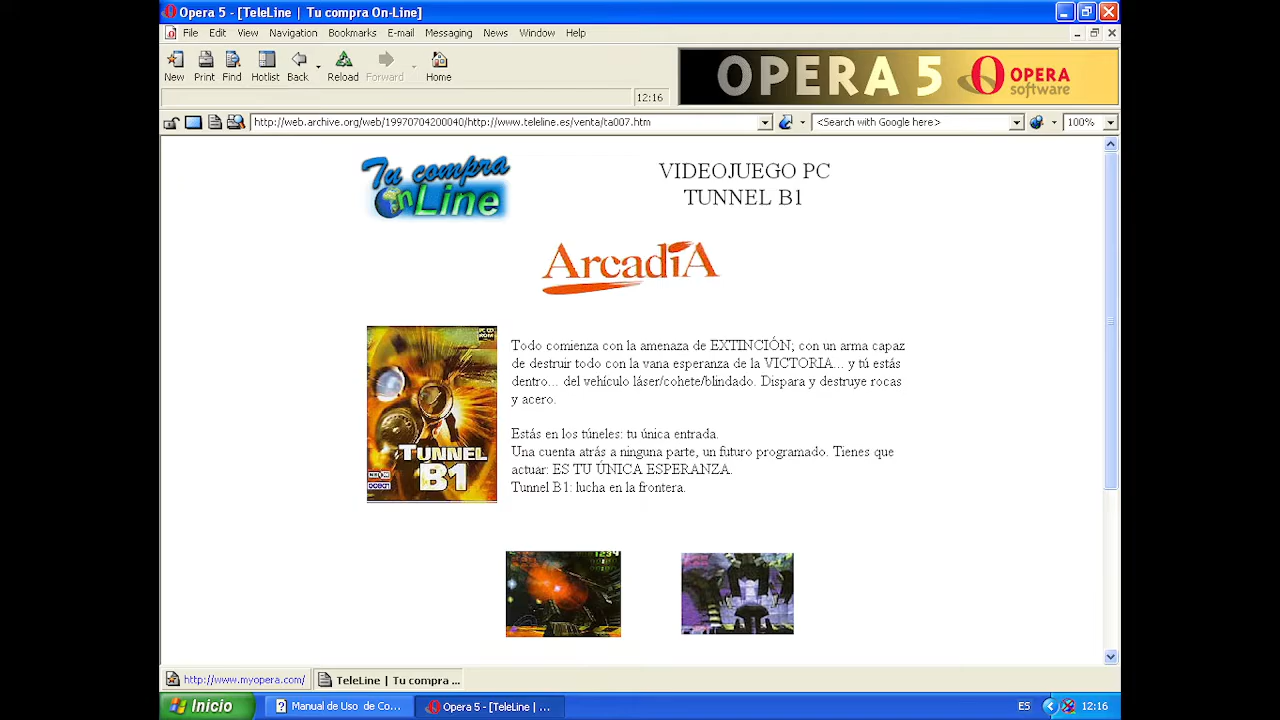 Opera 5 - [TeleLine | Tu compra On-Line]
File Edit View Navigation Bookmarks E-mail Messaging News Window Help
New Print Find Hotlist Back Reload Forward Home
OPERA 5 OPERA software
12:16
http://web.archive.org/web/19970704200040/http://www.teleline.es/venta/ta007.htm <Search with Google here> 100%
Tu compra
OnLine
VIDEOJUEGO PC
TUNNEL B1
ArcadiA
PC CD
ROM
TUNNEL
B1
ocean
Todo comienza con la amenaza de EXTINCIÓN; con un arma capaz
de destruir todo con la vana esperanza de la VICTORIA... y tú estás
dentro... del vehículo láser/cohete/blindado. Dispara y destruye rocas
y acero.
Estás en los túneles: tu única entrada.
Una cuenta atrás a ninguna parte, un futuro programado. Tienes que
actuar: ES TU ÚNICA ESPERANZA.
Tunnel B1: lucha en la frontera.
http://www.myopera.com/ TeleLine | Tu compra ...
Inicio Manual de Uso de Co... Opera 5 - [TeleLine | ... ES 12:16